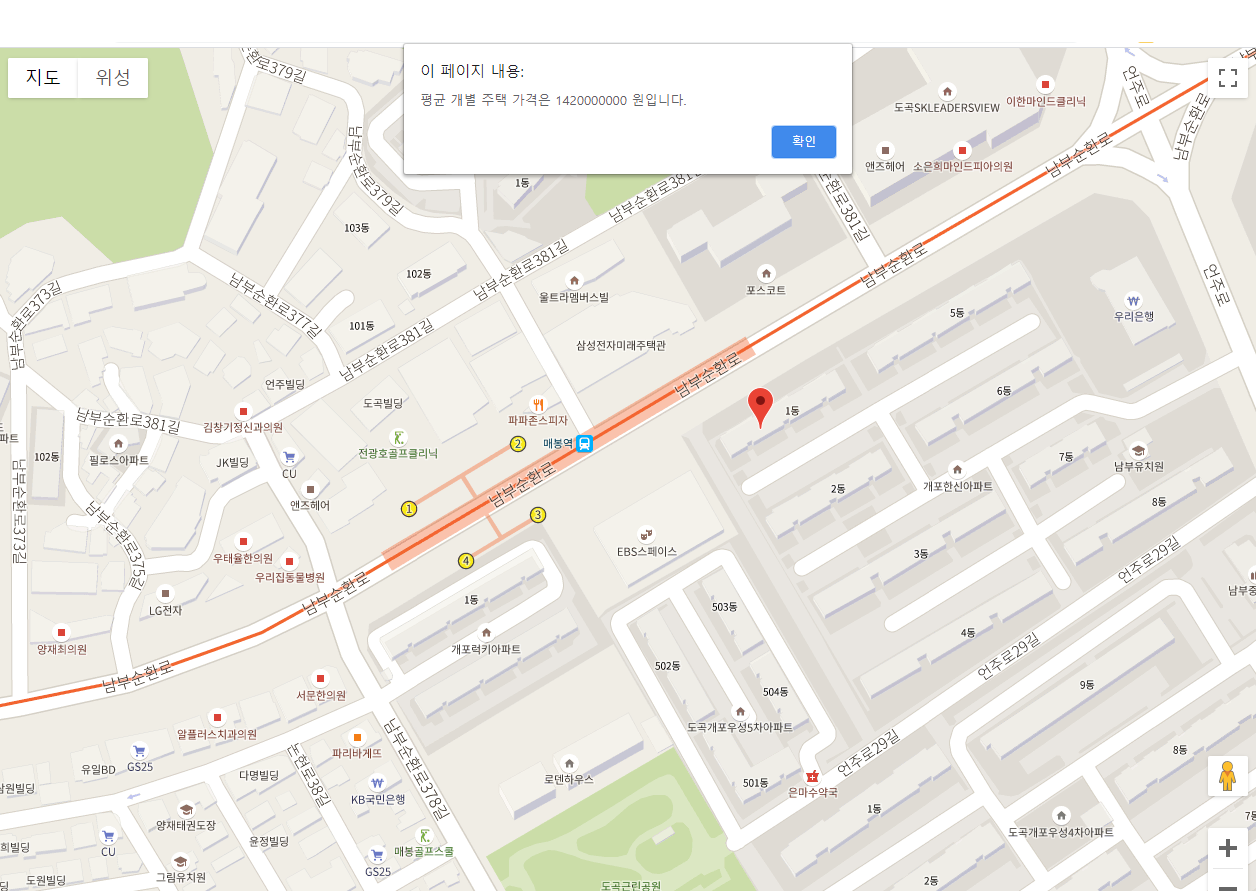 지도
위성
이 페이지 내용:
평균 개별 주택 가격은 1420000000 원입니다.
확인
남부순환로379길
언주로
남부순환로
도곡SKLEADERSVIEW
이한마인드클리닉
남부순환로
남부순환로379길
앤즈헤어
소은희마인드피아의원
1동
남부순환로381길
남부순환로381길
103동
102동
남부순환로381길
남부순환로
언주로
울트라멤버스빌
포스코트
우리은행
남부순환로373길
남부순환로377길
101동
남부순환로381길
삼성전자미래주택관
5동
남부순환로
언주빌딩
도곡빌딩
파파존스피자
6동
1동
남부순환로381길
김창기정신과의원
매봉역
2
전광호골프클리닉
102동
필로스아파트
JK빌딩
CU
7동
남부유치원
2동
개포한신아파트
앤즈헤어
남부순환로
1
3
8동
남부순환로373길
남부순환로375길
EBS스페이스
3동
언주로29길
우태율한의원
우리집동물병원
4
남부순환로
LG전자
1동
503동
4동
양재최의원
개포럭키아파트
502동
언주로29길
남부순환로
서문한의원
504동
9동
알플러스치과의원
도곡개포우성5차아파트
파리바게뜨
남부순환로378길
언주로29길
8동
GS25
유일BD
다명빌딩
논현로38길
로덴하우스
501동
은마수약국
KB국민은행
1동
양재태권도장
도곡개포우성4차아파트
CU
윤정빌딩
매봉골프스쿨
GS25
그림유치원
도원빌딩
도곡근린공원
2동